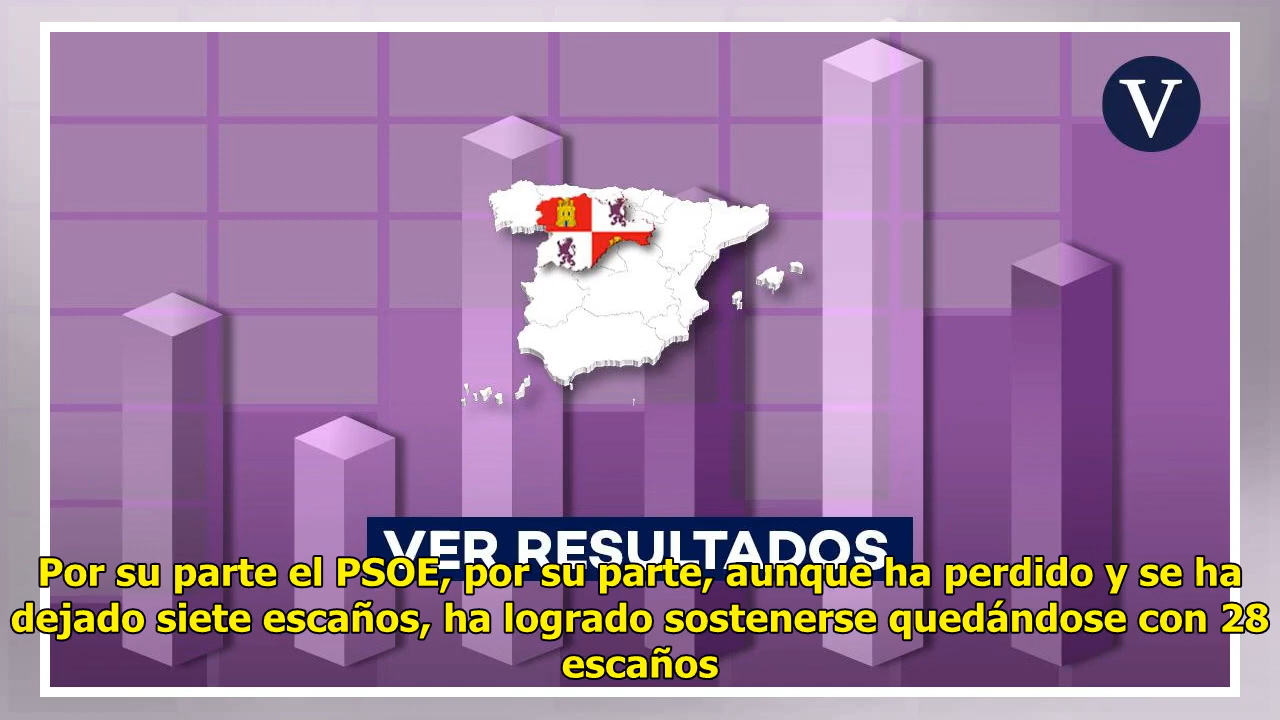 V
VER RESULTADOS
Por su parte el PSOE, por su parte, aunque ha perdido y se ha
dejado siete escaños, ha logrado sostenerse quedándose con 28
escaños